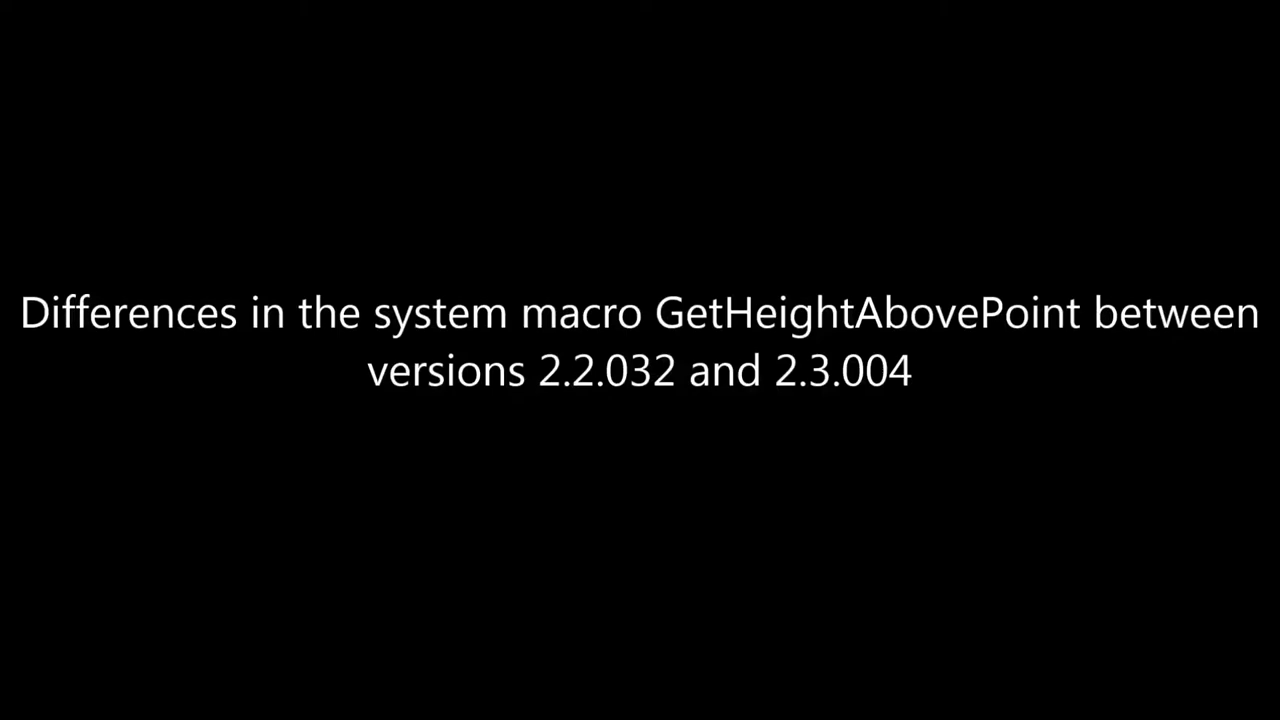 Differences in the system macro GetHeightAbovePoint between
versions 2.2.032 and 2.3.004